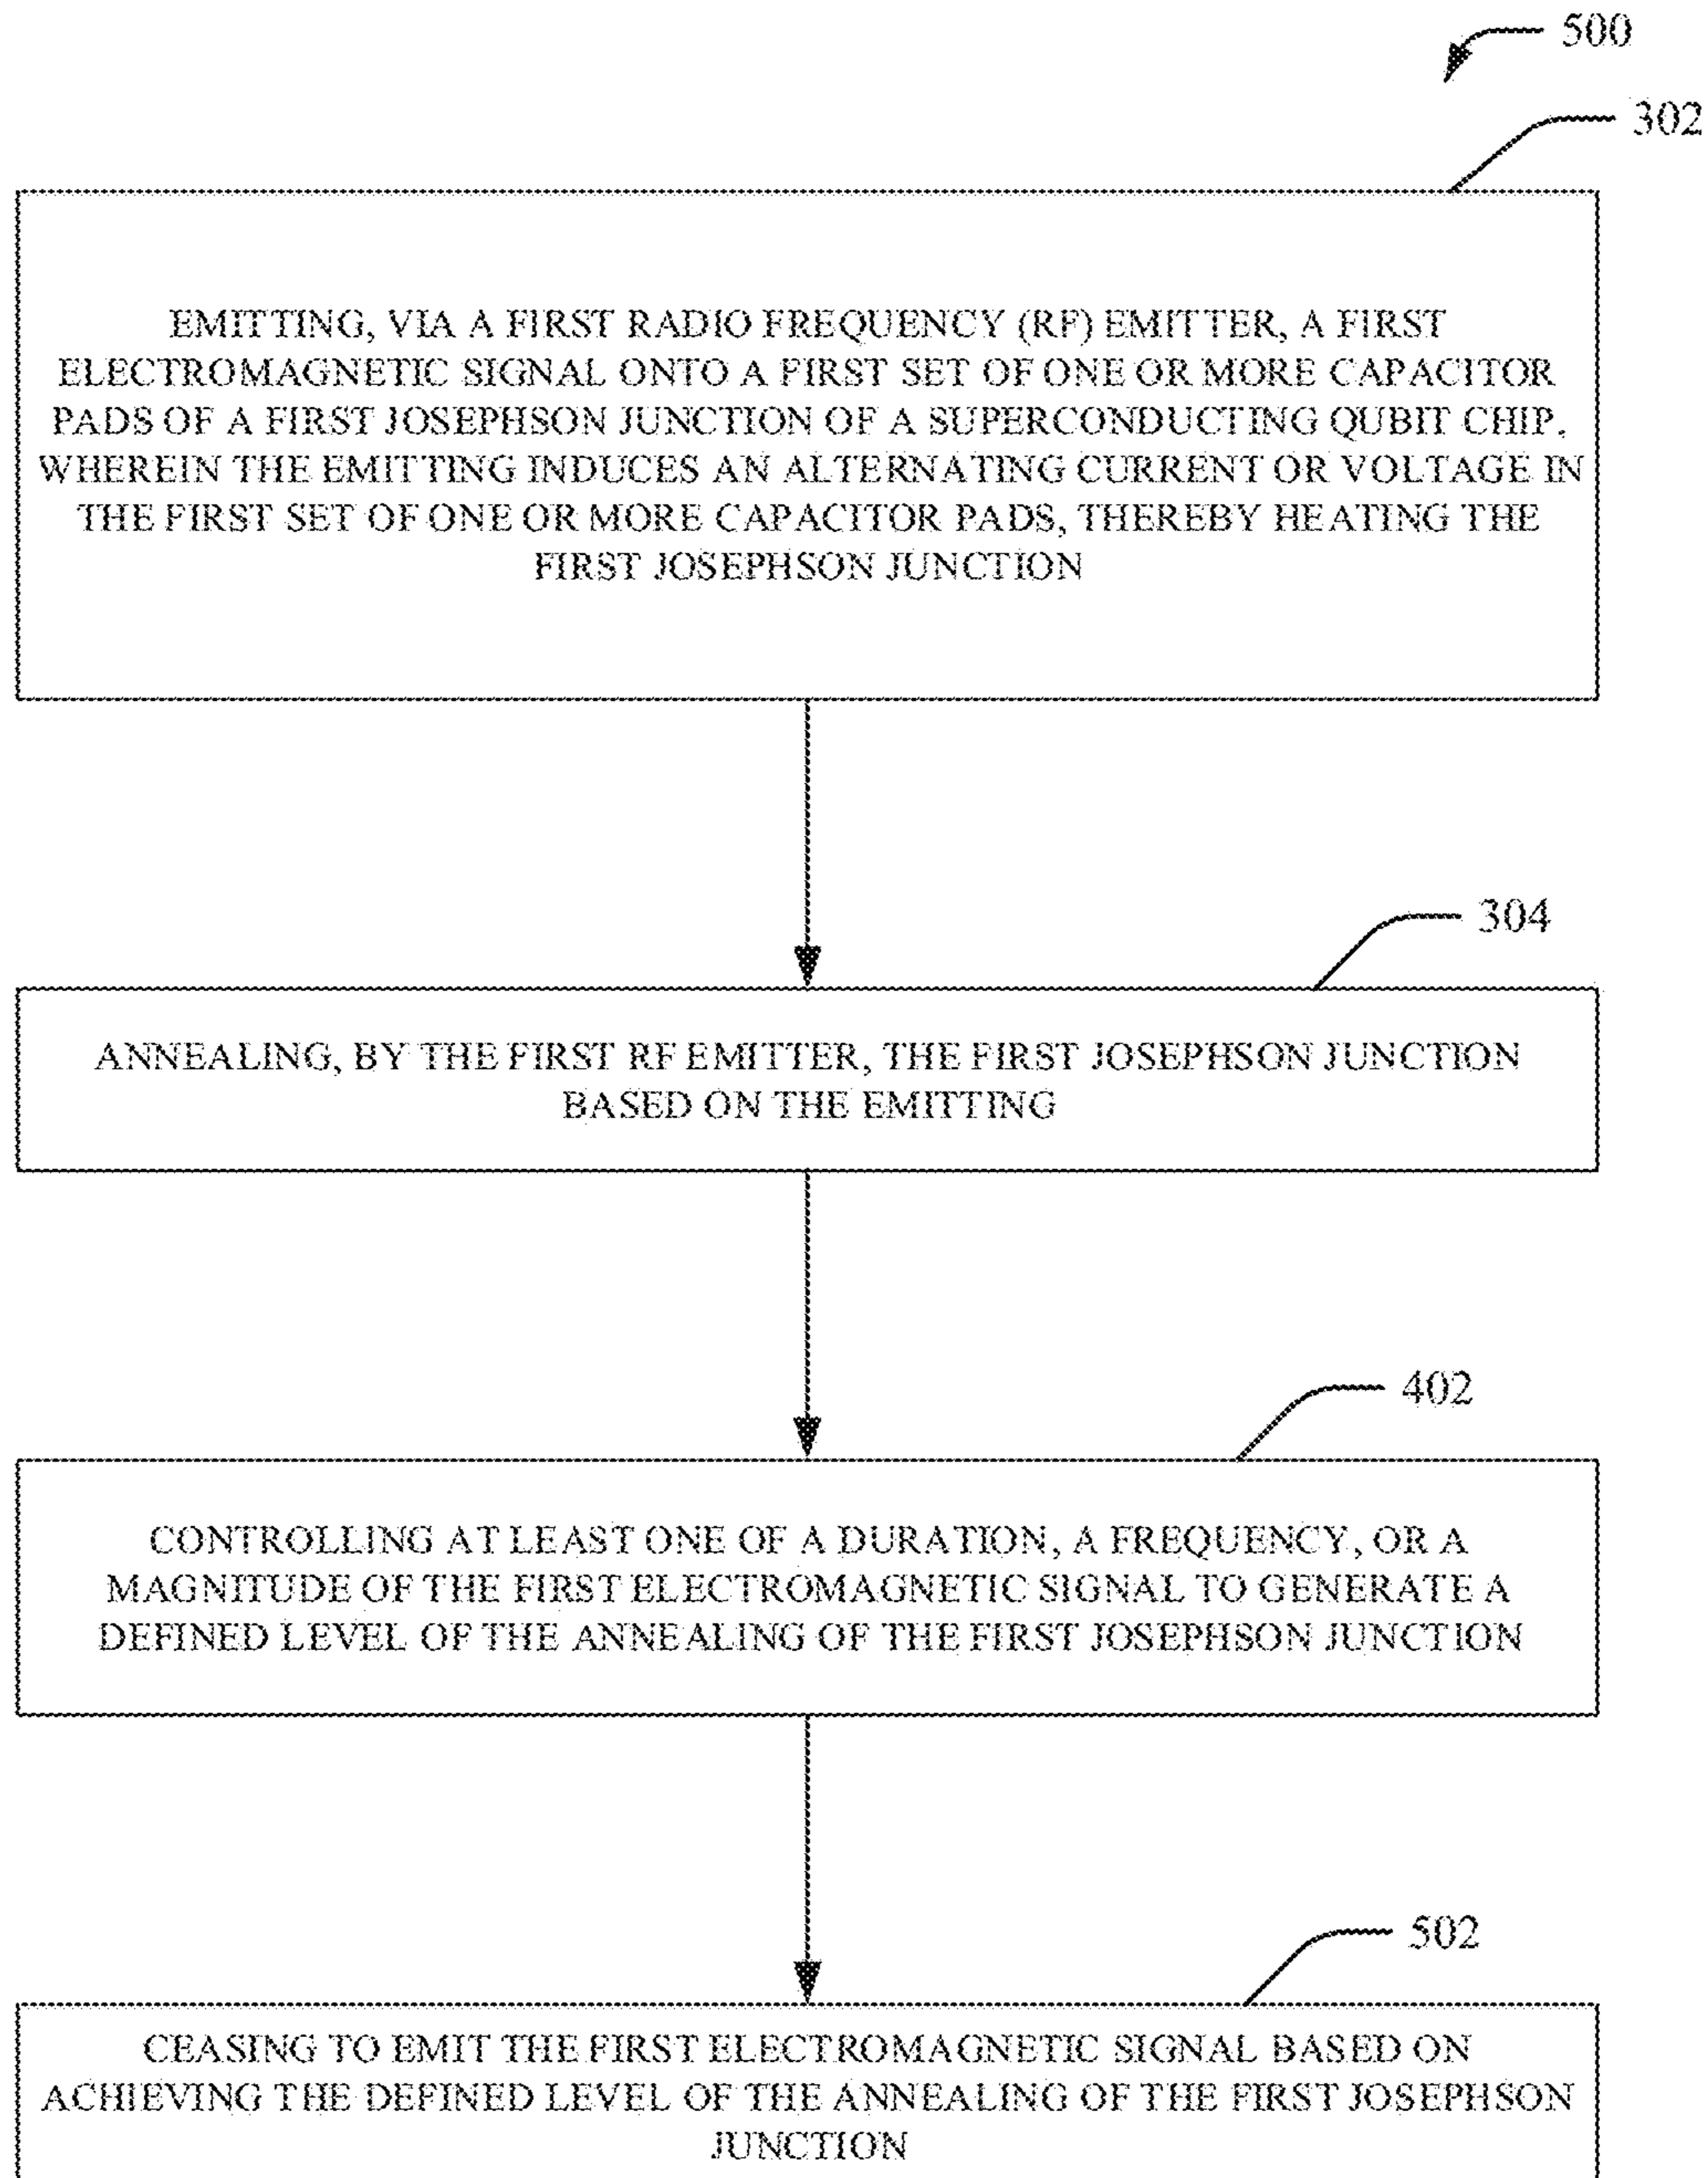 500
302
EMITTING, VIA A FIRST RADIO FREQUENCY (RF) EMITTER, A FIRST
ELECTROMAGNETIC SIGNAL ONTO A FIRST SET OF ONE OR MORE CAPACITOR
PADS OF A FIRST JOSEPHSON JUNCTION OF A SUPERCONDUCTING QUBIT CHIP,
WHEREIN THE EMITTING INDUCES AN ALTERNATING CURRENT OR VOLTAGE IN
THE FIRST SET OF ONE OR MORE CAPACITOR PADS, THEREBY HEATING THE
FIRST JOSEPHSON JUNCTION
304
ANNEALING, BY THE FIRST RF EMITTER, THE FIRST JOSEPHSON JUNCTION
BASED ON THE EMITTING
402
CONTROLLING AT LEAST ONE OF A DURATION, A FREQUENCY, OR A
MAGNITUDE OF THE FIRST ELECTROMAGNETIC SIGNAL TO GENERATE A
DEFINED LEVEL OF THE ANNEALING OF THE FIRST JOSEPHSON JUNCTION
502
CEASING TO EMIT THE FIRST ELECTROMAGNETIC SIGNAL BASED ON
ACHIEVING THE DEFINED LEVEL OF THE ANNEALING OF THE FIRST JOSEPHSON
JUNCTION